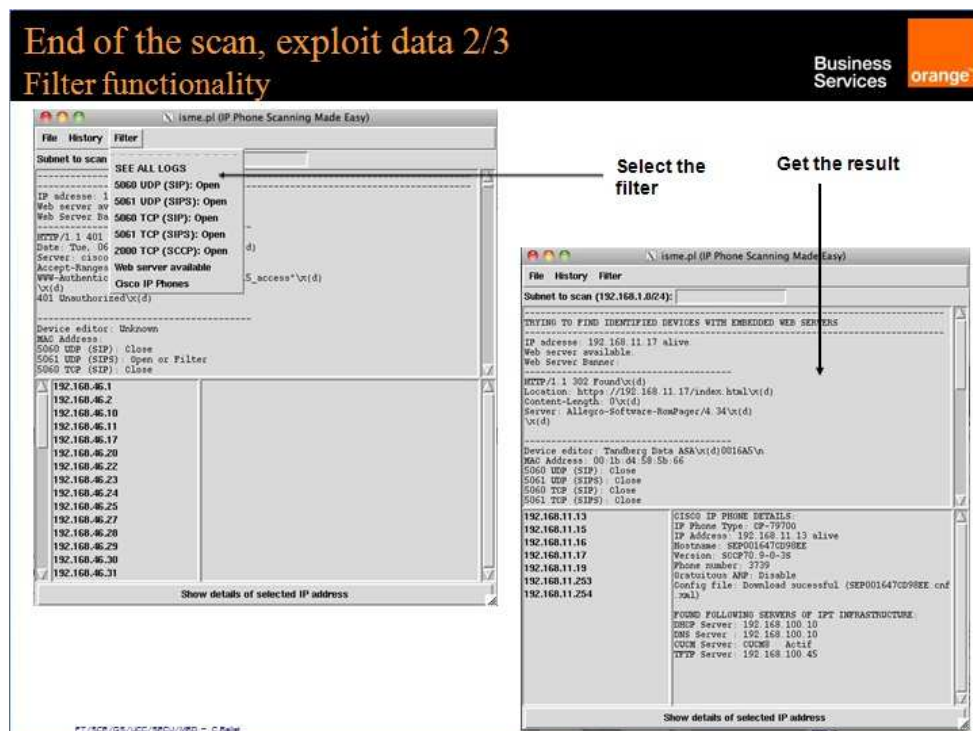 End of the scan, exploit data 2/3
Filter functionality
Business
Services
orange™
isme.pl (IP Phone Scanning Made Easy)
File History Filter
Subnet to scan
SEE ALL LOGS
5060 UDP (SIP): Open
5061 UDP (SIPS): Open
5060 TCP (SIP): Open
5061 TCP (SIPS): Open
2000 TCP (SCCP): Open
Web server available
Cisco IP Phones
IP adresse: 1
Web server av
Web Server Ba
HTTP/1.1 401
Date: Tue, 06 d)
Server: cisco
Accept-Ranges
WWW-Authentic 5_access"\x(d)
\x(d)
401 Unauthorized\x(d)
Device editor: Unknown
MAC Address:
5060 UDP (SIP): Close
5061 UDP (SIPS): Open or Filter
5060 TCP (SIP): Close
192.168.46.1
192.168.46.2
192.168.46.10
192.168.46.11
192.168.46.17
192.168.46.20
192.168.46.22
192.168.46.23
192.168.46.24
192.168.46.25
192.168.46.27
192.168.46.28
192.168.46.29
192.168.46.30
192.168.46.31
Show details of selected IP address
Select the
filter
Get the result
isme.pl (IP Phone Scanning Made Easy)
File History Filter
Subnet to scan (192.168.1.0/24):
TRYING TO FIND IDENTIFIED DEVICES WITH EMBEDDED WEB SERVERS
IP adresse: 192.168.11.17 alive
Web server available.
Web Server Banner:
HTTP/1.1 302 Found\x(d)
Location: https://192.168.11.17/index.html\x(d)
Content-Length: 0\x(d)
Server: Allegro-Software-RomPager/4.34\x(d)
\x(d)
Device editor: Tandberg Data ASA\x(d)0016A5\n
MAC Address: 00:1b:d4:58:5b:66
5060 UDP (SIP): Close
5061 UDP (SIPS): Close
5060 TCP (SIP): Close
5061 TCP (SIPS): Close
192.168.11.13
192.168.11.15
192.168.11.16
192.168.11.17
192.168.11.19
192.168.11.253
192.168.11.254
CISCO IP PHONE DETAILS:
IP Phone Type: CP-7970G
IP Address: 192.168.11.13 alive
Hostname: SEP001647CD98EE
Version: SCCP70.9-0-3S
Phone number: 3739
Gratuitous ARP: Disable
Config file: Download sucessful (SEP001647CD98EE.cnf
.xml)
FOUND FOLLOWING SERVERS OF IPT INFRASTRUCTURE:
DHCP Server: 192.168.100.10
DNS Server : 192.168.100.10
CUCM Server: CUCM8 Actif
TFTP Server: 192.168.100.45
Show details of selected IP address